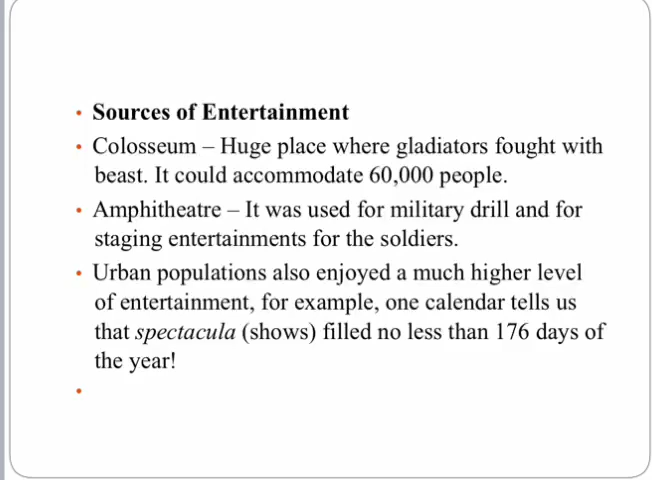 • Sources of Entertainment
• Colosseum – Huge place where gladiators fought with
beast. It could accommodate 60,000 people.
• Amphitheatre – It was used for military drill and for
staging entertainments for the soldiers.
• Urban populations also enjoyed a much higher level
of entertainment, for example, one calendar tells us
that spectacula (shows) filled no less than 176 days of
the year!
•